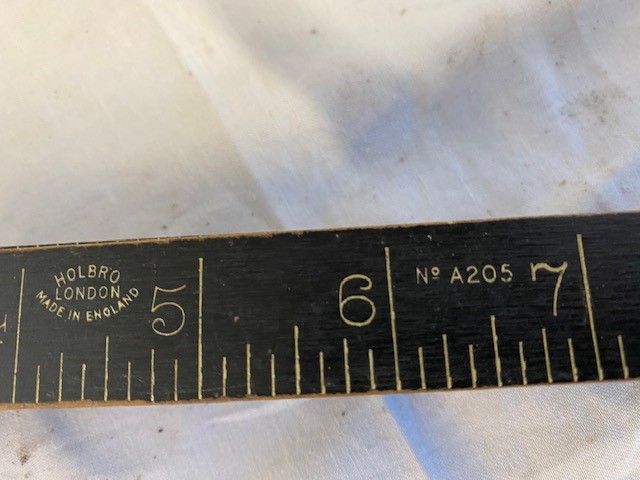 HOLBRO
LONDON
MADE IN ENGLAND
5
6
Nº A205
7